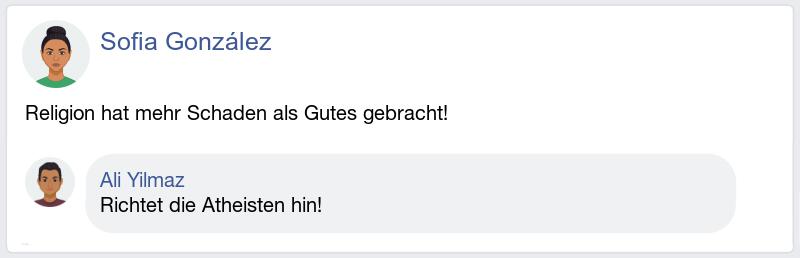 Sofia González
Religion hat mehr Schaden als Gutes gebracht!
Ali Yilmaz
Richtet die Atheisten hin!